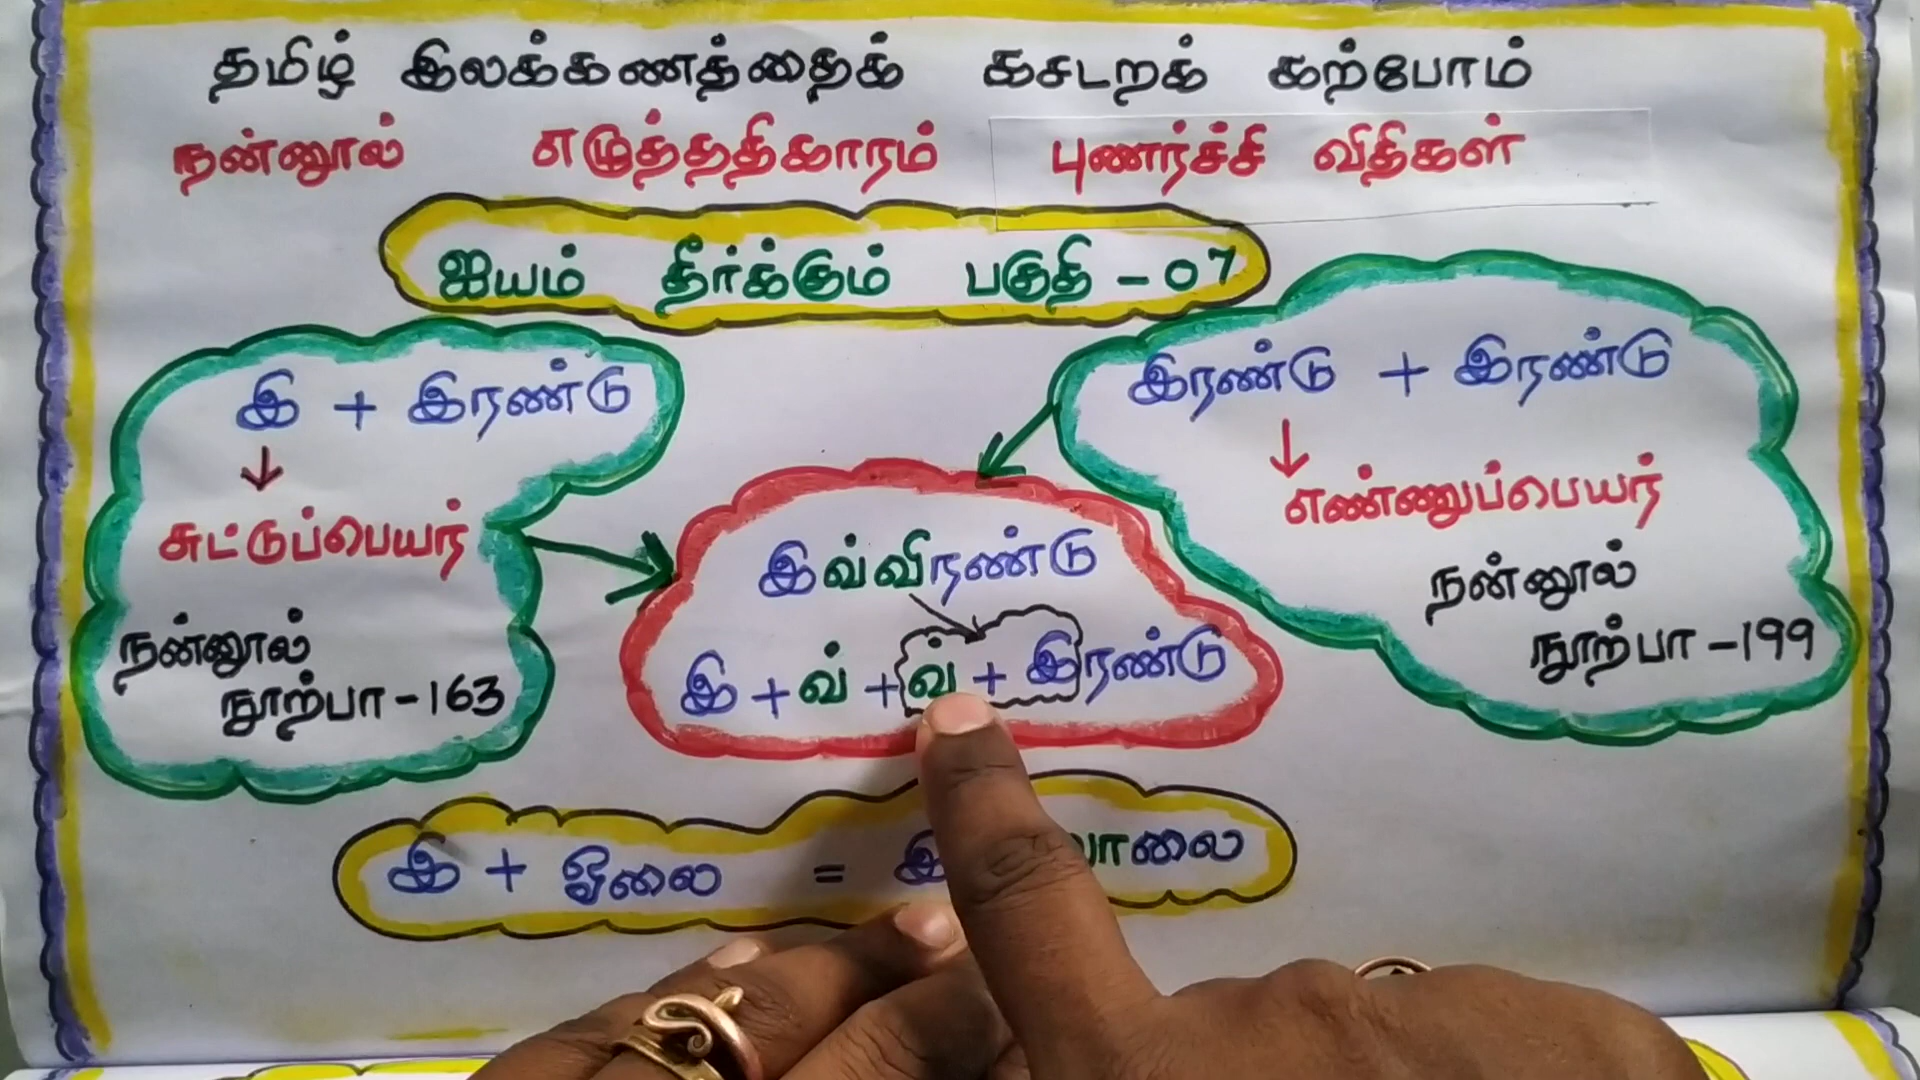 தமிழ் இலக்கணத்தைக் கசடறக் கற்போம்
நன்னூல் எழுத்ததிகாரம் புணர்ச்சி விதிகள்
ஐயம் தீர்க்கும் பகுதி - 07
இ + இரண்டு
சுட்டுப்பெயர்
நன்னூல்
நூற்பா - 163
இரண்டு + இரண்டு
எண்ணுப்பெயர்
நன்னூல்
நூற்பா - 199
இவ்விரண்டு
இ + வ் + வ் + இரண்டு
இ + ஓலை =